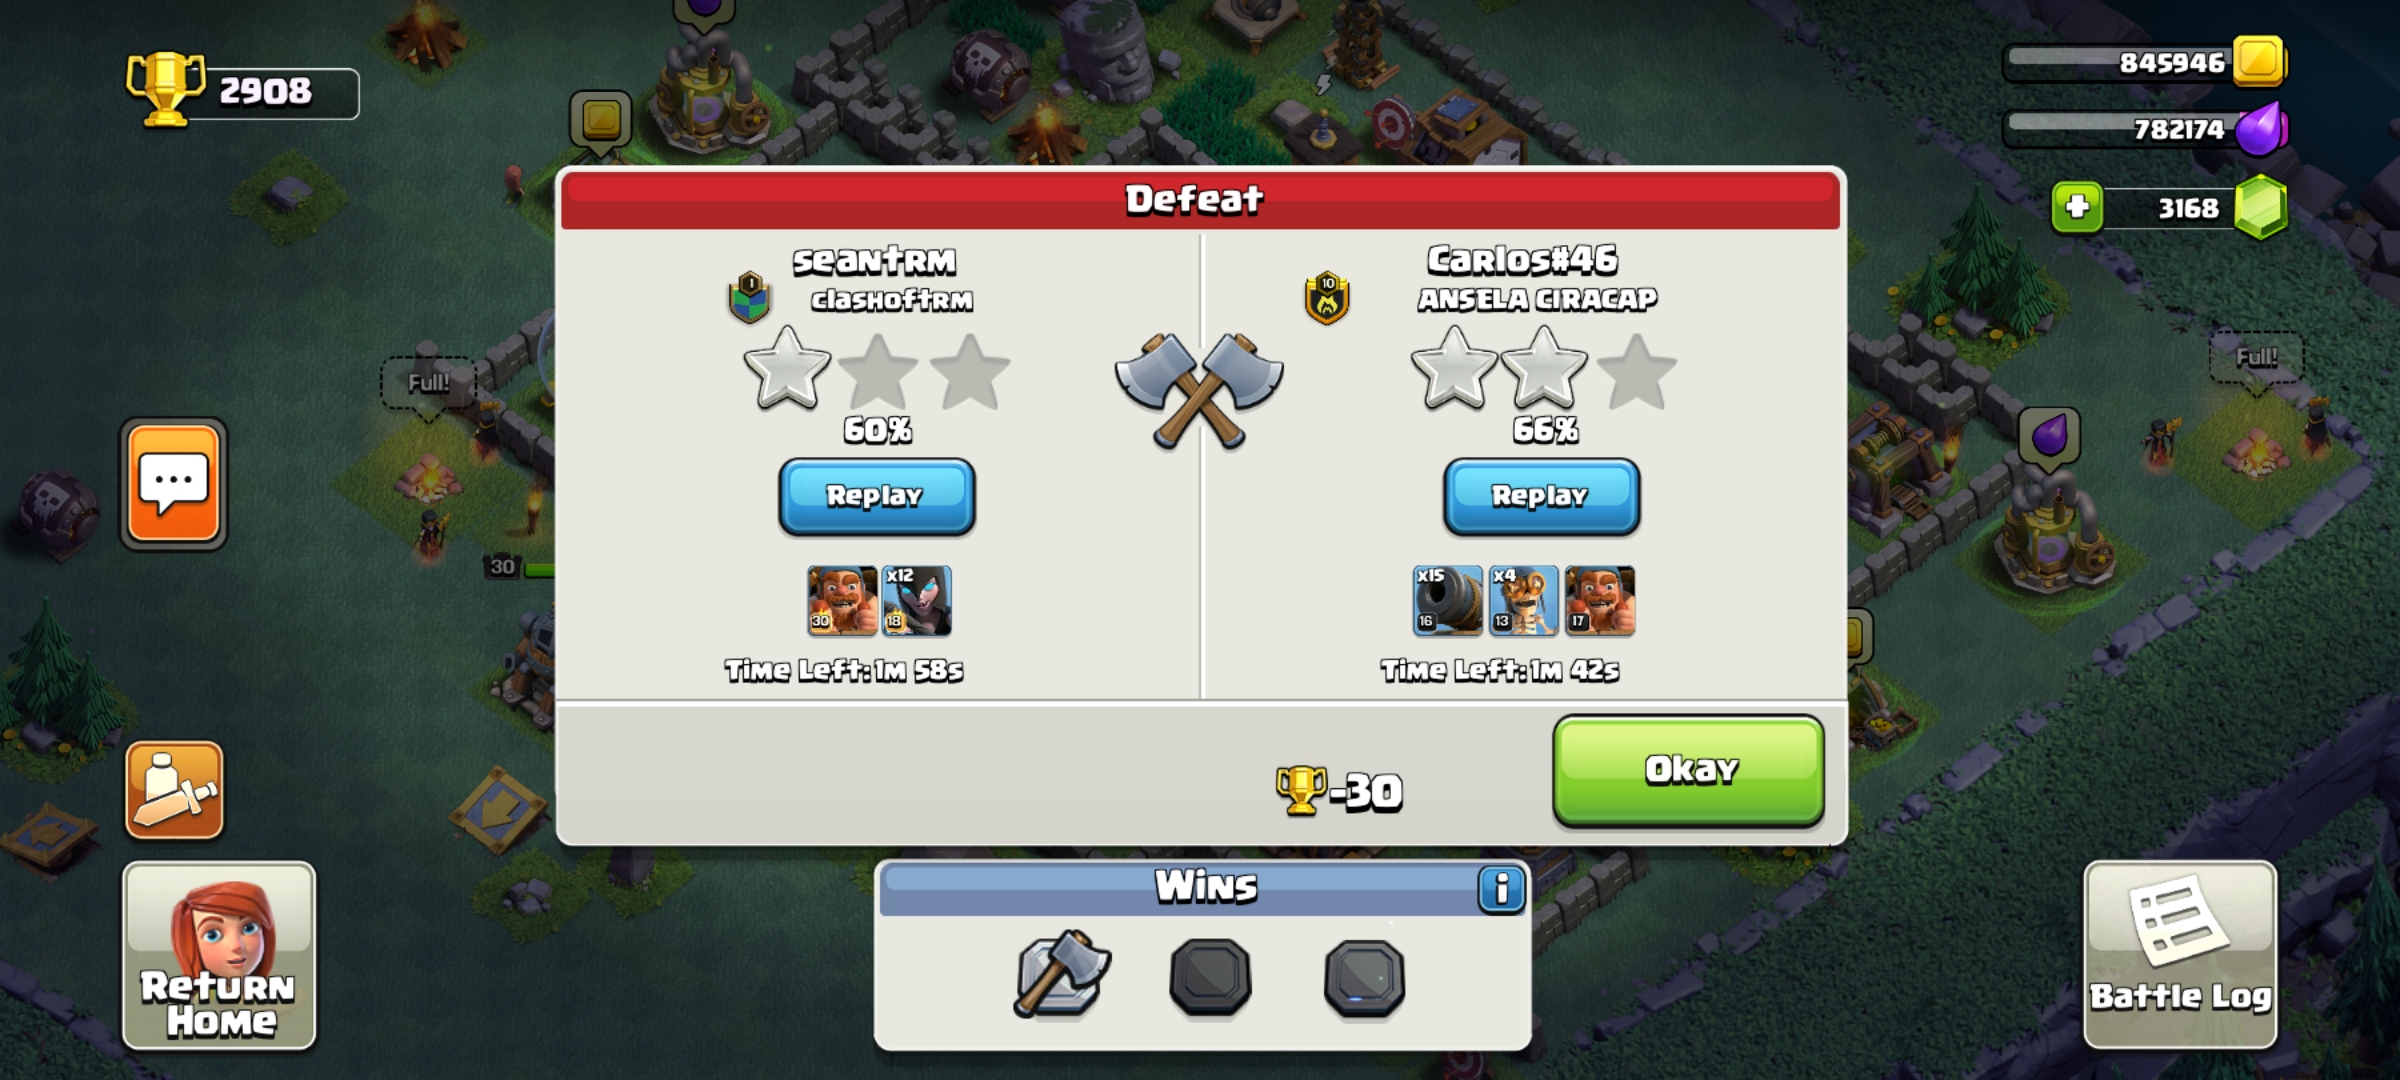 2908
845946
782174
3168
Defeat
seantrm
clashoftrm
1
60%
Replay
30
x12
18
Time Left:1m 58s
Carlos#46
ANSELA CIRACAP
10
66%
Replay
x15
16
x4
13
17
Time Left:1m 42s
Full!
Full!
30
-30
Okay
Wins
i
Return
Home
Battle Log